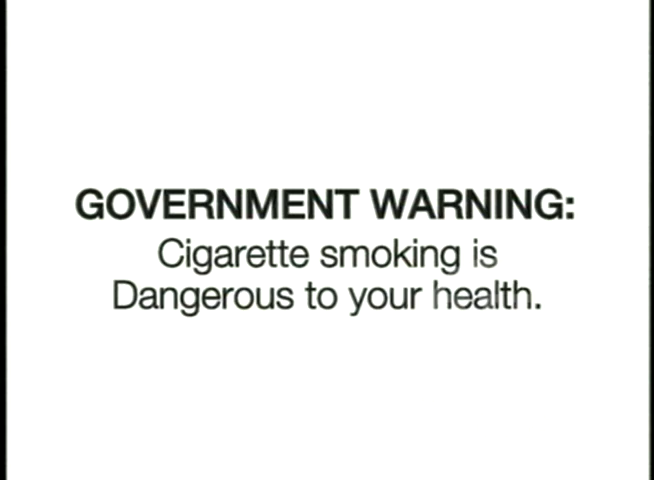 GOVERNMENT WARNING:
Cigarette smoking is
Dangerous to your health.